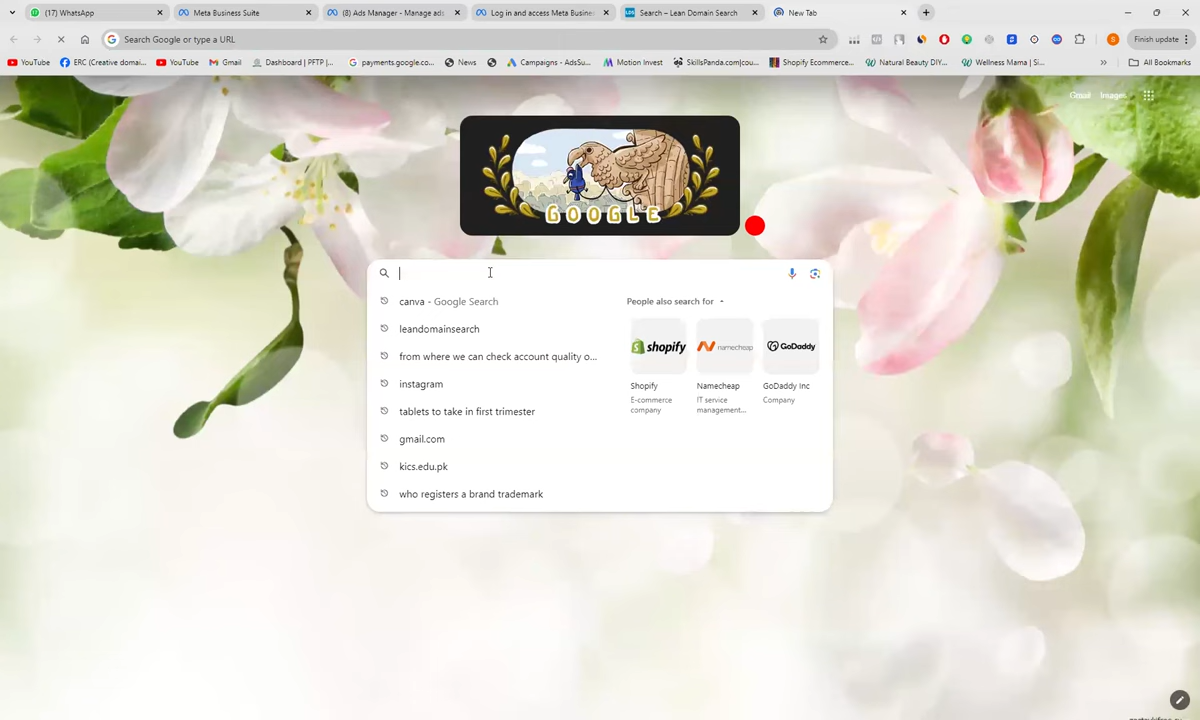 (17) WhatsApp
Meta Business Suite
(8) Ads Manager - Manage ads
Log in and access Meta Busine
Search – Lean Domain Search
New Tab
Search Google or type a URL
Finish update
YouTube
ERC (Creative domai...
YouTube
Gmail
Dashboard | PFTP |...
payments.google.co...
News
Campaigns - AdsSu...
Motion Invest
SkillsPanda.com|cou...
Shopify Ecommerce...
Natural Beauty DIY...
Wellness Mama | Si...
All Bookmarks
Gmail
Images
GOOGLE
canva - Google Search
leandomainsearch
from where we can check account quality o...
instagram
tablets to take in first trimester
gmail.com
kics.edu.pk
who registers a brand trademark
People also search for
shopify
namecheap
GoDaddy
Shopify
E-commerce
company
Namecheap
IT service
management...
GoDaddy Inc
Company